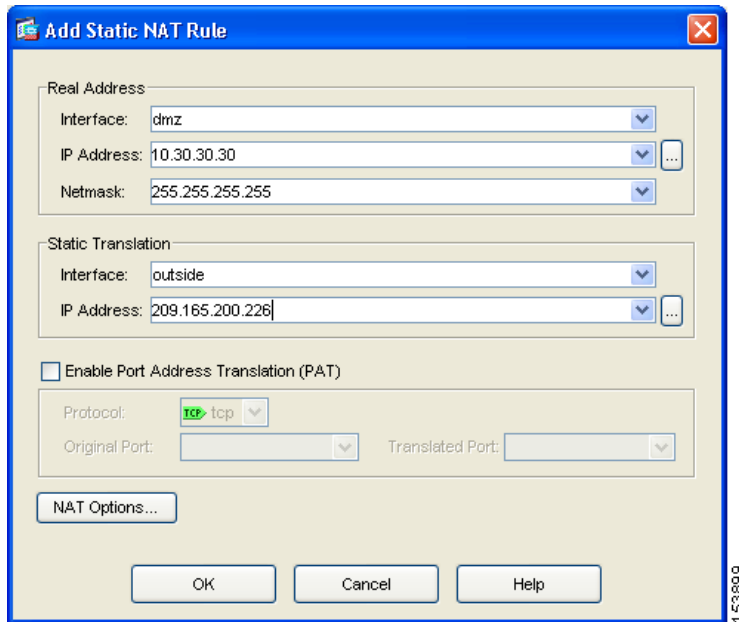 Add Static NAT Rule
Real Address
Interface: dmz
IP Address: 10.30.30.30 ...
Netmask: 255.255.255.255
Static Translation
Interface: outside
IP Address: 209.165.200.226 ...
Enable Port Address Translation (PAT)
Protocol: TCP tcp
Original Port: Translated Port:
NAT Options...
OK Cancel Help
153899